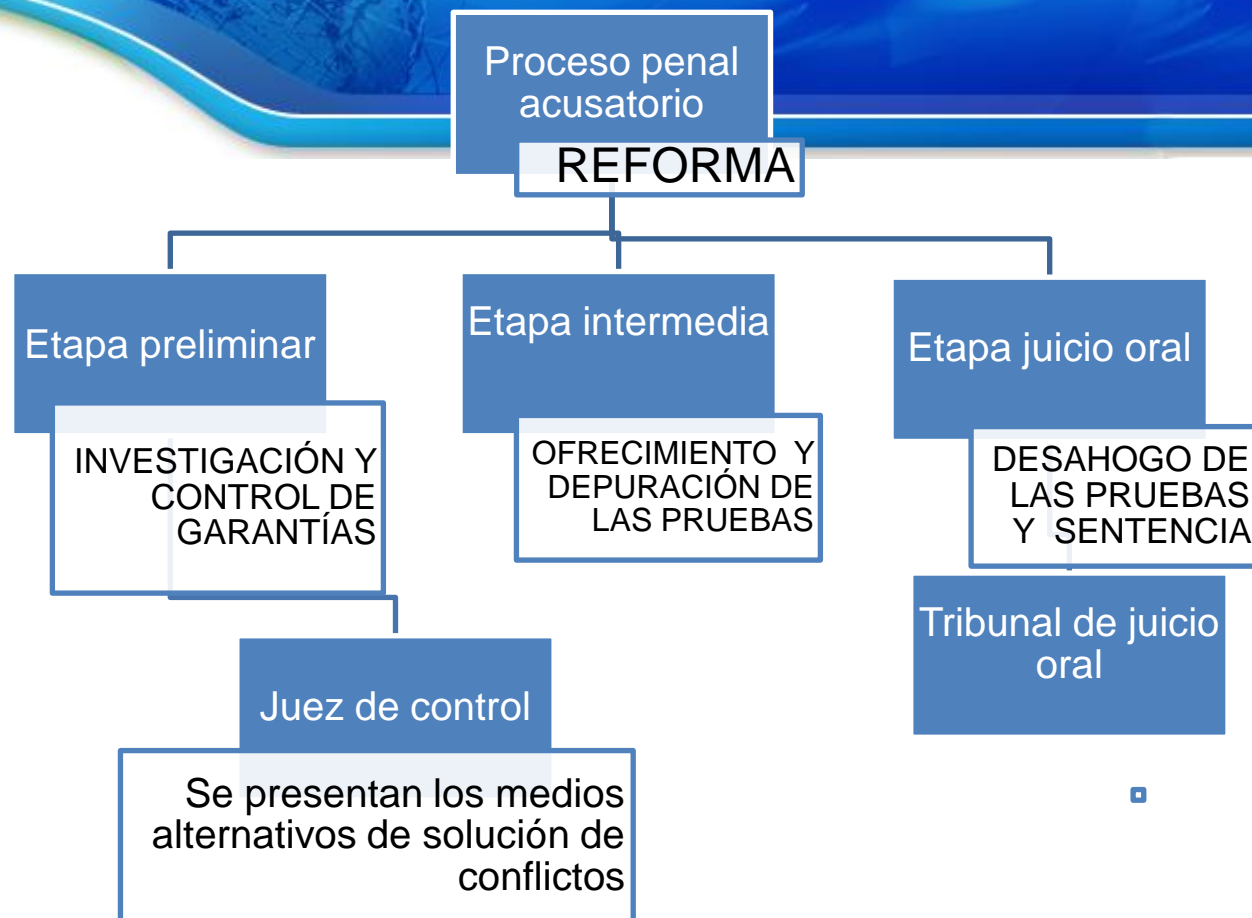 Proceso penal
acusatorio
REFORMA
Etapa preliminar
INVESTIGACIÓN Y
CONTROL DE
GARANTÍAS
Etapa intermedia
OFRECIMIENTO Y
DEPURACIÓN DE
LAS PRUEBAS
Etapa juicio oral
DESAHOGO DE
LAS PRUEBAS
Y SENTENCIA
Juez de control
Se presentan los medios
alternativos de solución de
conflictos
Tribunal de juicio
oral